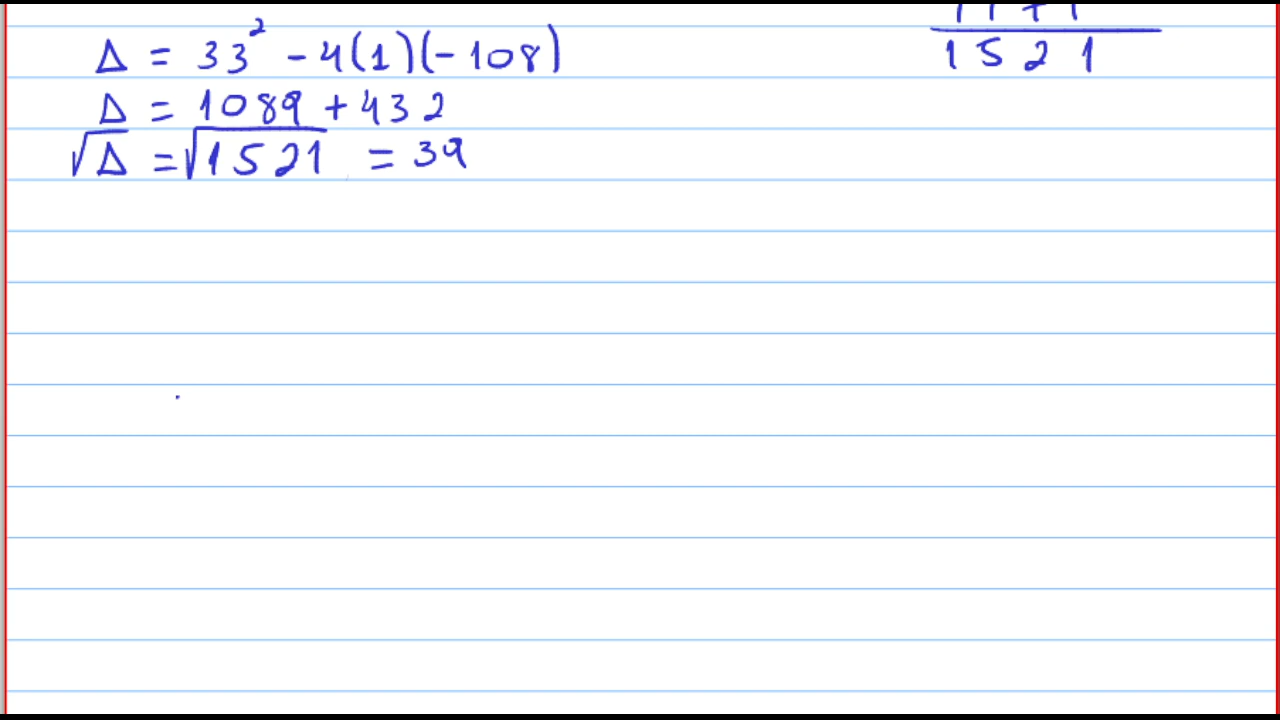 Δ = 33² - 4(1)(-108)
1521
Δ = 1089 + 432
√Δ = √1521 = 39